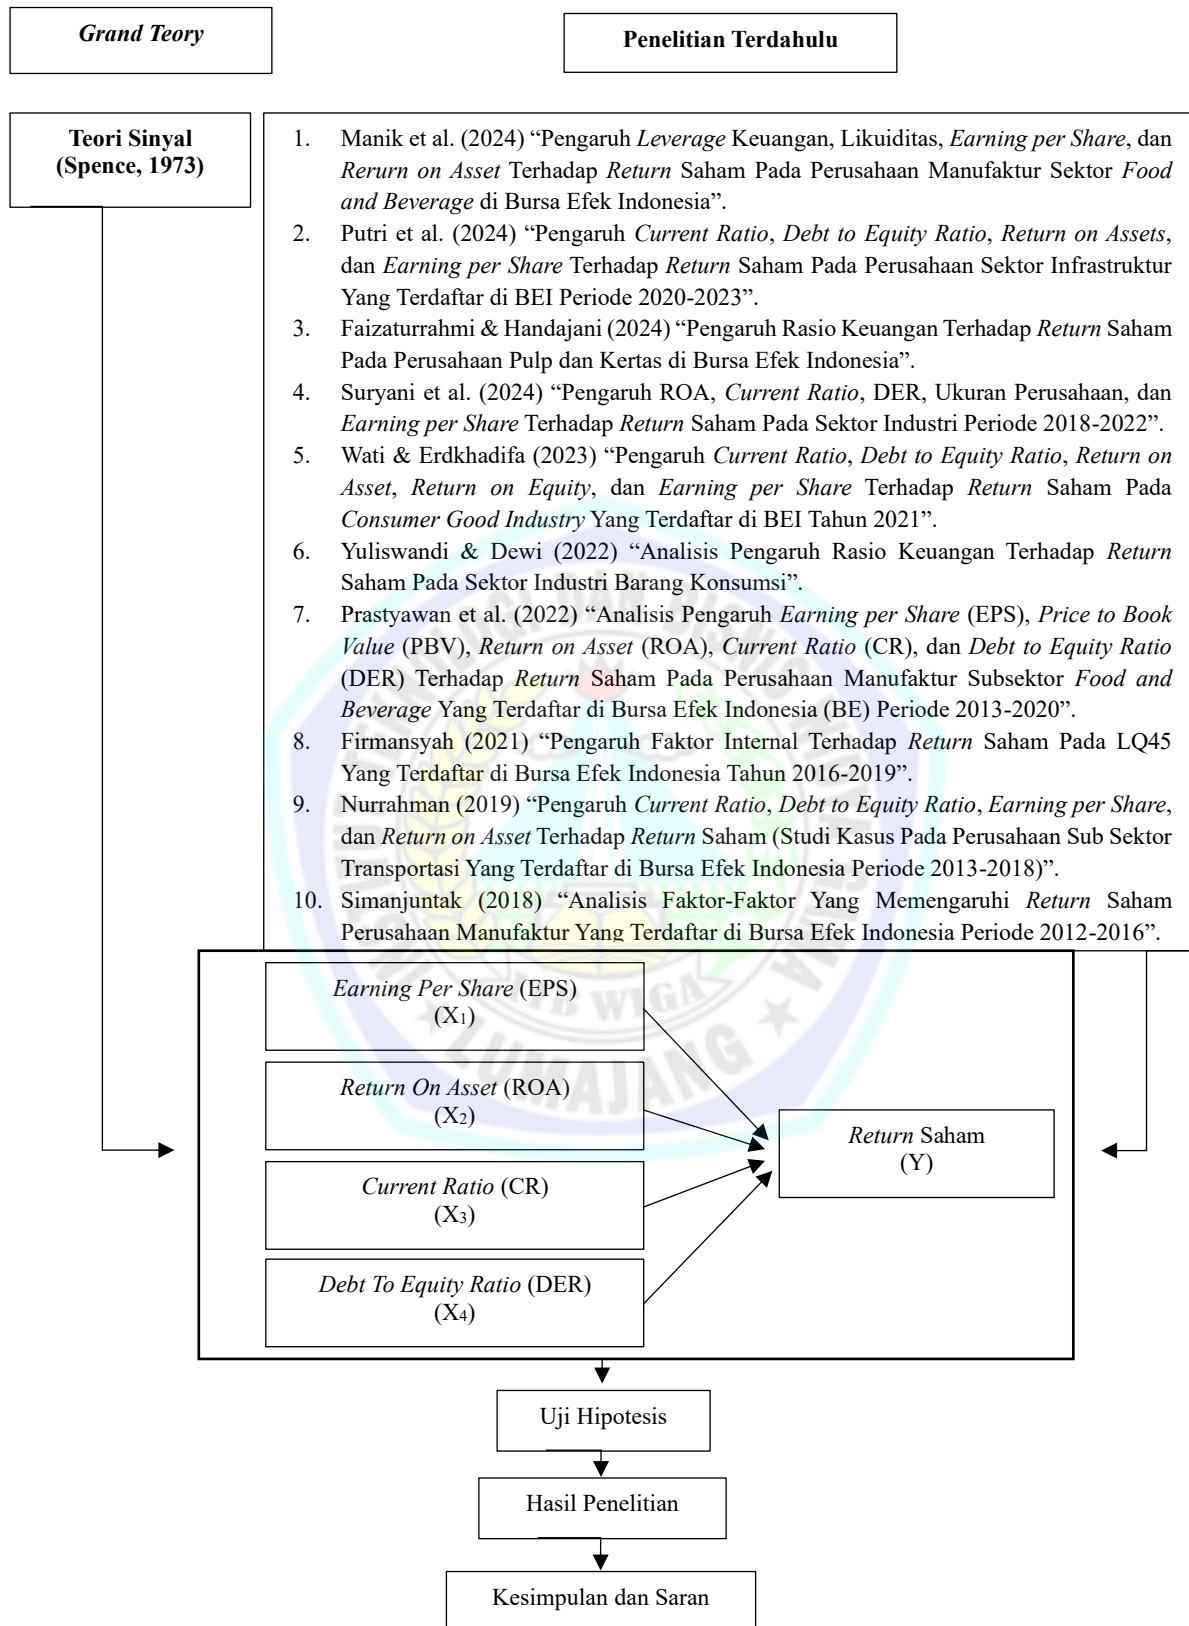 Grand Teory
Penelitian Terdahulu
Teori Sinyal
(Spence, 1973)
1. Manik et al. (2024) “Pengaruh Leverage Keuangan, Likuiditas, Earning per Share, dan
Rerurn on Asset Terhadap Return Saham Pada Perusahaan Manufaktur Sektor Food
and Beverage di Bursa Efek Indonesia”.
2. Putri et al. (2024) “Pengaruh Current Ratio, Debt to Equity Ratio, Return on Assets,
dan Earning per Share Terhadap Return Saham Pada Perusahaan Sektor Infrastruktur
Yang Terdaftar di BEI Periode 2020-2023”.
3. Faizaturrahmi & Handajani (2024) “Pengaruh Rasio Keuangan Terhadap Return Saham
Pada Perusahaan Pulp dan Kertas di Bursa Efek Indonesia”.
4. Suryani et al. (2024) “Pengaruh ROA, Current Ratio, DER, Ukuran Perusahaan, dan
Earning per Share Terhadap Return Saham Pada Sektor Industri Periode 2018-2022”.
5. Wati & Erdkhadifa (2023) “Pengaruh Current Ratio, Debt to Equity Ratio, Return on
Asset, Return on Equity, dan Earning per Share Terhadap Return Saham Pada
Consumer Good Industry Yang Terdaftar di BEI Tahun 2021”.
6. Yuliswandi & Dewi (2022) “Analisis Pengaruh Rasio Keuangan Terhadap Return
Saham Pada Sektor Industri Barang Konsumsi”.
7. Prastyawan et al. (2022) “Analisis Pengaruh Earning per Share (EPS), Price to Book
Value (PBV), Return on Asset (ROA), Current Ratio (CR), dan Debt to Equity Ratio
(DER) Terhadap Return Saham Pada Perusahaan Manufaktur Subsektor Food and
Beverage Yang Terdaftar di Bursa Efek Indonesia (BE) Periode 2013-2020”.
8. Firmansyah (2021) “Pengaruh Faktor Internal Terhadap Return Saham Pada LQ45
Yang Terdaftar di Bursa Efek Indonesia Tahun 2016-2019”.
9. Nurrahman (2019) “Pengaruh Current Ratio, Debt to Equity Ratio, Earning per Share,
dan Return on Asset Terhadap Return Saham (Studi Kasus Pada Perusahaan Sub Sektor
Transportasi Yang Terdaftar di Bursa Efek Indonesia Periode 2013-2018)”.
10. Simanjuntak (2018) “Analisis Faktor-Faktor Yang Memengaruhi Return Saham
Perusahaan Manufaktur Yang Terdaftar di Bursa Efek Indonesia Periode 2012-2016”.
Earning Per Share (EPS)
(X1)
Return On Asset (ROA)
(X2)
Current Ratio (CR)
(X3)
Debt To Equity Ratio (DER)
(X4)
Return Saham
(Y)
Uji Hipotesis
Hasil Penelitian
Kesimpulan dan Saran
INSTITUT TEKNOLOGI DAN BISNIS WIDYA GAMA
ITB WIGA
LUMAJANG